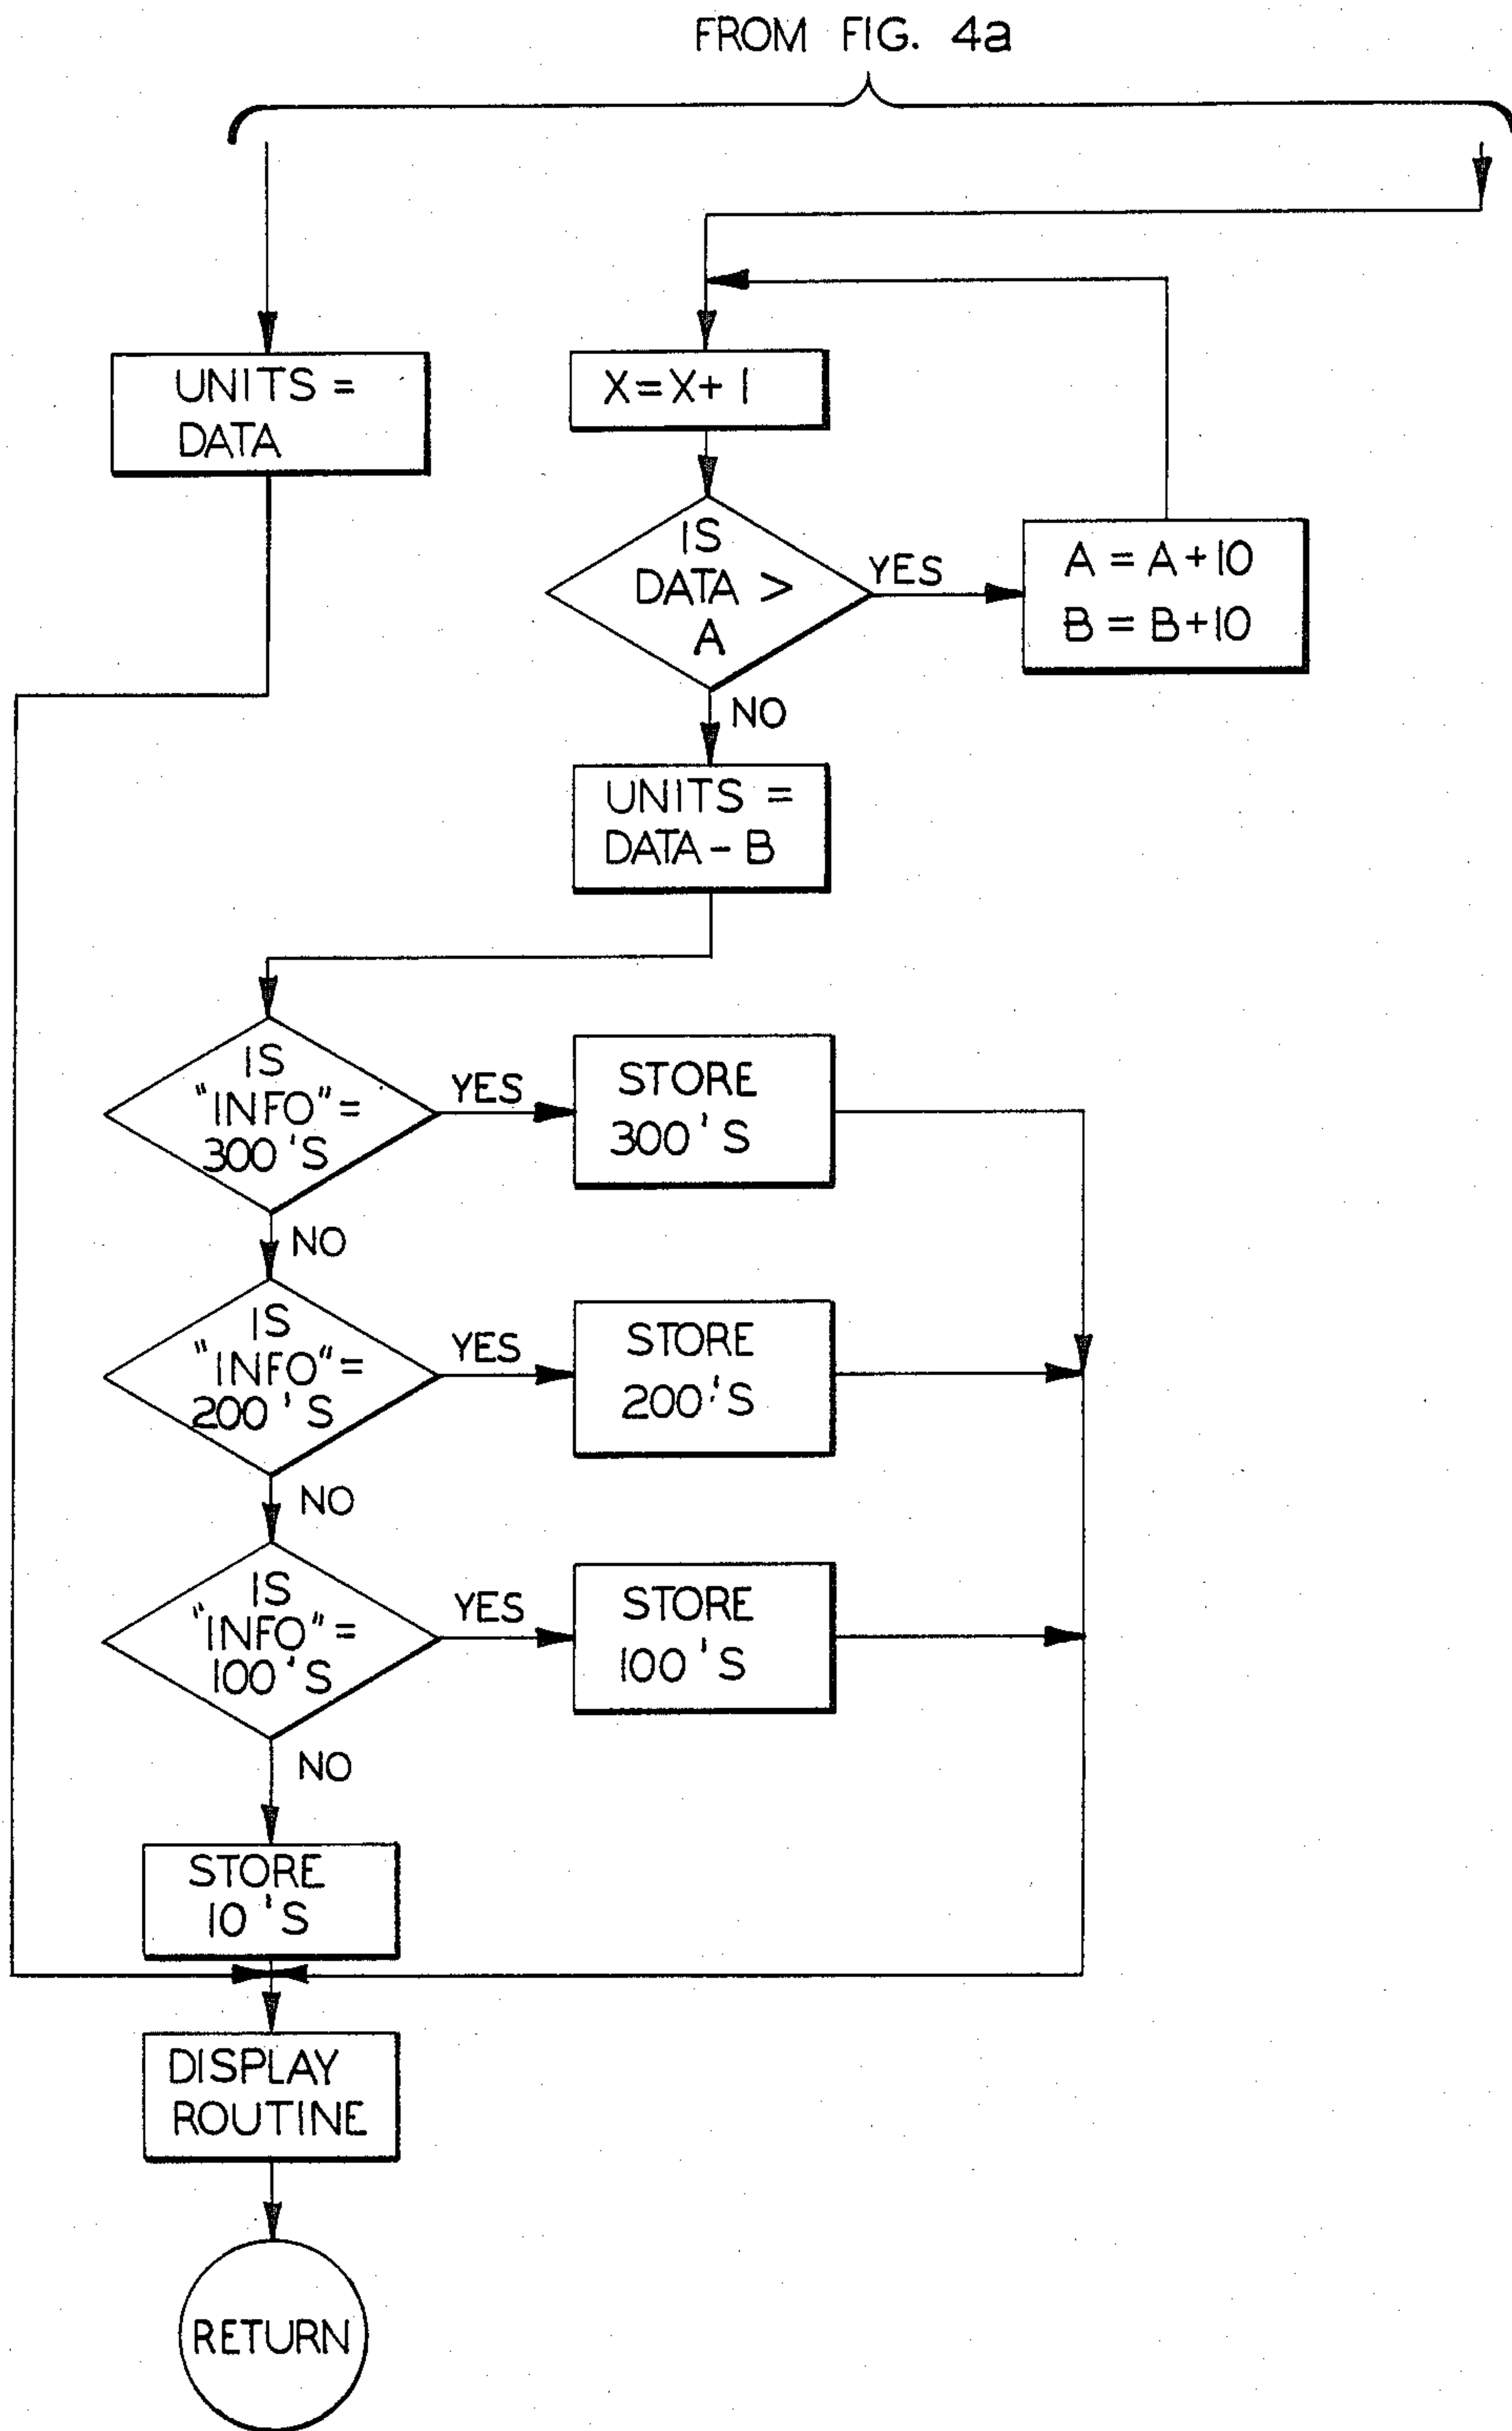 FROM FIG. 4a
UNITS =
DATA
X=X+1
IS
DATA >
A
YES
A = A+10
B = B+10
NO
UNITS =
DATA-B
IS
"INFO"=
300'S
YES
STORE
300'S
NO
IS
"INFO"=
200'S
YES
STORE
200'S
NO
IS
"INFO"=
100'S
YES
STORE
100'S
NO
STORE
10'S
DISPLAY
ROUTINE
RETURN